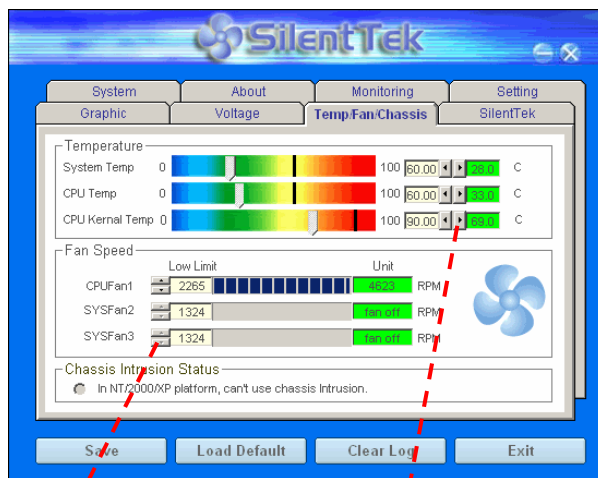 SilentTek
System About Monitoring Setting
Graphic Voltage Temp/Fan/Chassis SilentTek
Temperature
System Temp 0 100 60.00 28.0 C
CPU Temp 0 100 60.00 33.0 C
CPU Kernal Temp 0 100 90.00 69.0 C
Fan Speed
Low Limit Unit
CPUFan1 2265 4623 RPM
SYSFan2 1324 fan off RPM
SYSFan3 1324 fan off RPM
Chassis Intrusion Status
In NT/2000/XP platform, can't use chassis Intrusion.
Save Load Default Clear Log Exit